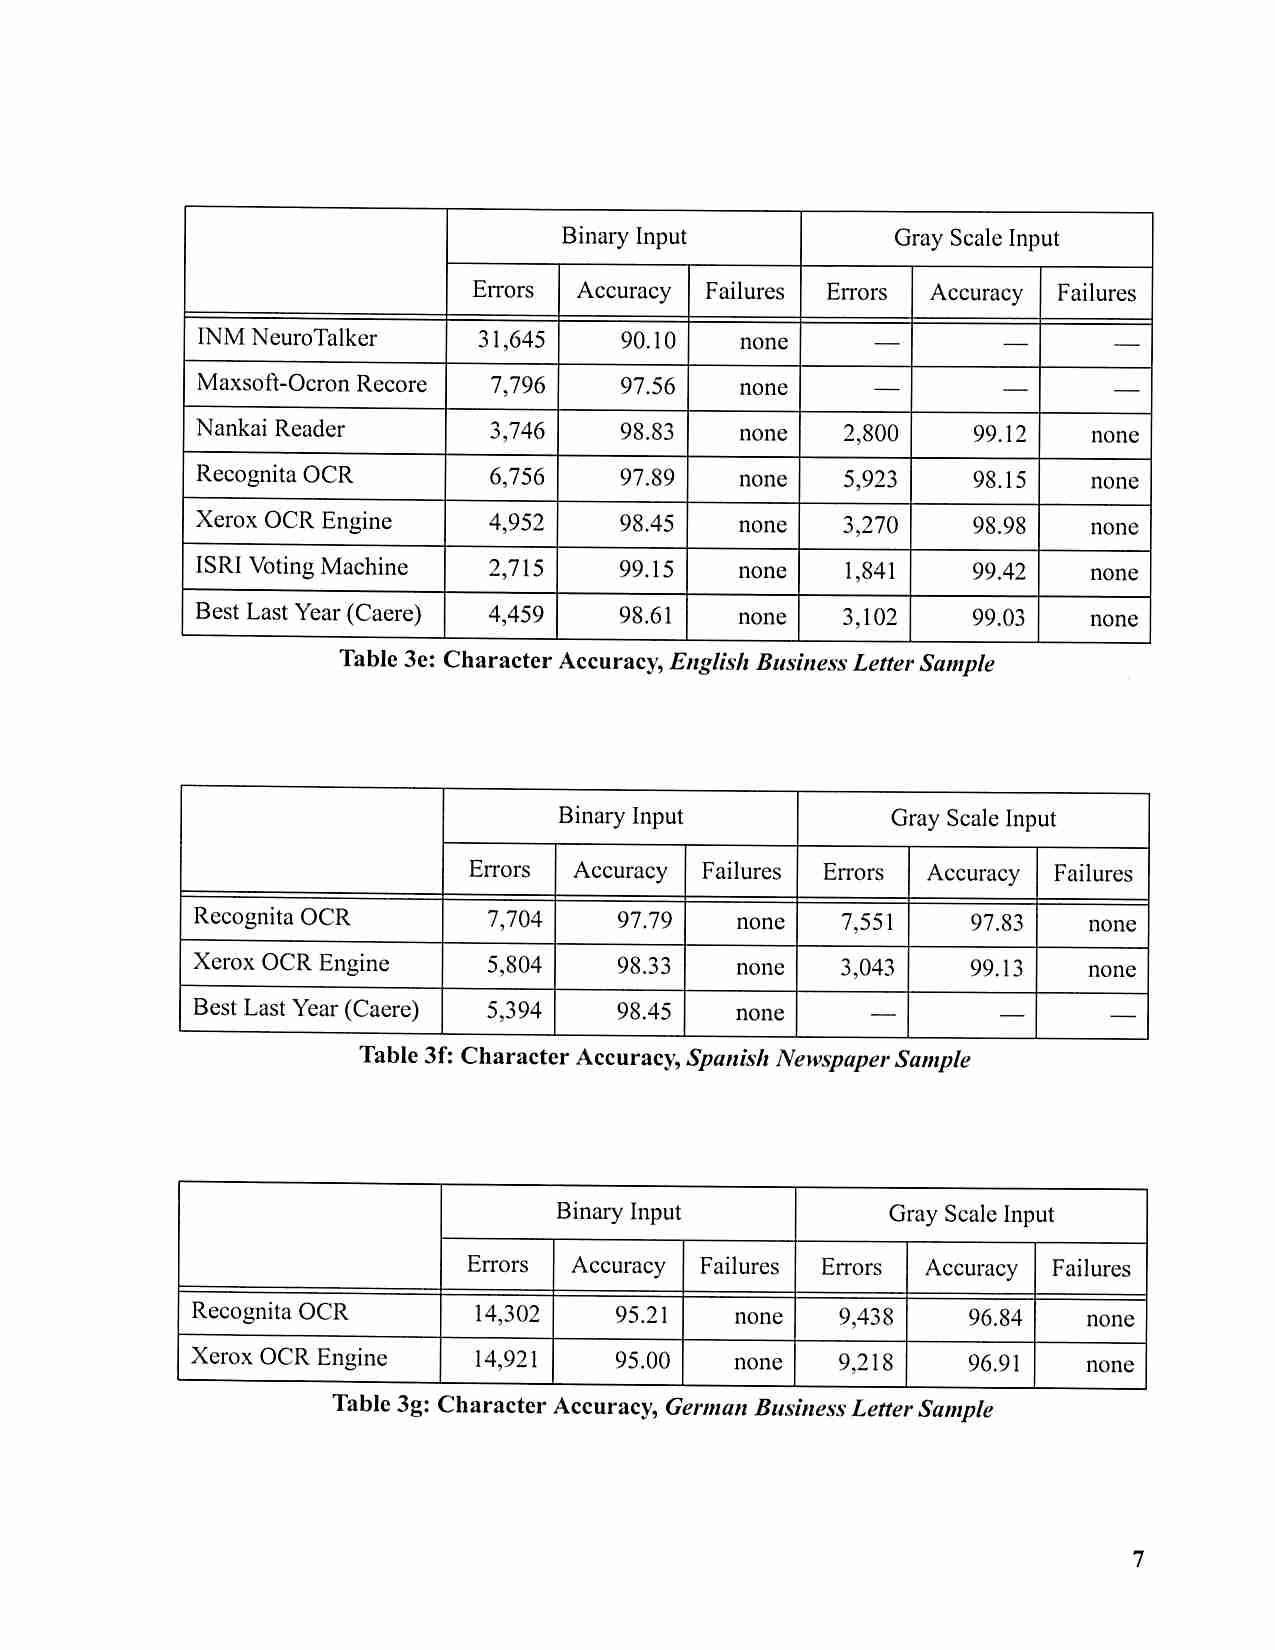 Binary Input Gray Scale Input
Errors Accuracy Failures Errors Accuracy Failures
INM NeuroTalker 31,645 90.10 none — — —
Maxsoft-Ocron Recore 7,796 97.56 none — — —
Nankai Reader 3,746 98.83 none 2,800 99.12 none
Recognita OCR 6,756 97.89 none 5,923 98.15 none
Xerox OCR Engine 4,952 98.45 none 3,270 98.98 none
ISRI Voting Machine 2,715 99.15 none 1,841 99.42 none
Best Last Year (Caere) 4,459 98.61 none 3,102 99.03 none
Table 3e: Character Accuracy, English Business Letter Sample
Binary Input Gray Scale Input
Errors Accuracy Failures Errors Accuracy Failures
Recognita OCR 7,704 97.79 none 7,551 97.83 none
Xerox OCR Engine 5,804 98.33 none 3,043 99.13 none
Best Last Year (Caere) 5,394 98.45 none — — —
Table 3f: Character Accuracy, Spanish Newspaper Sample
Binary Input Gray Scale Input
Errors Accuracy Failures Errors Accuracy Failures
Recognita OCR 14,302 95.21 none 9,438 96.84 none
Xerox OCR Engine 14,921 95.00 none 9,218 96.91 none
Table 3g: Character Accuracy, German Business Letter Sample
7